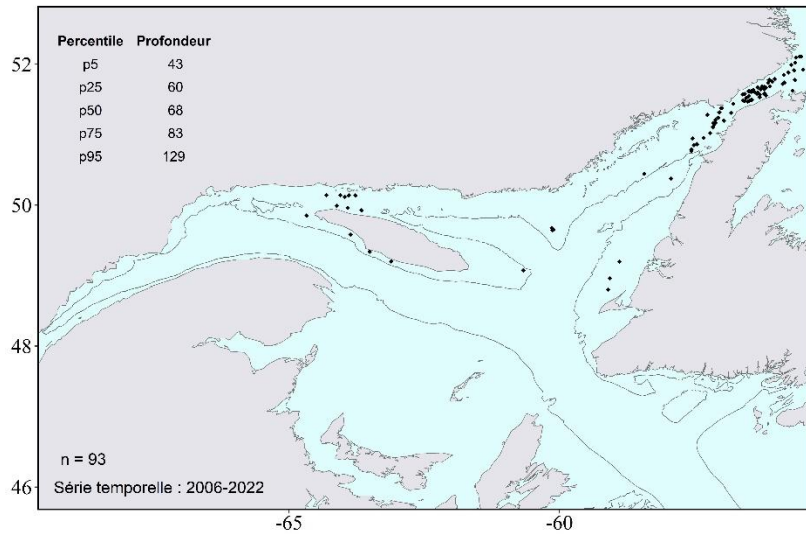 Percentile Profondeur
p5 43
p25 60
p50 68
p75 83
p95 129
52
50
48
46
n = 93
Série temporelle : 2006-2022
-65 -60